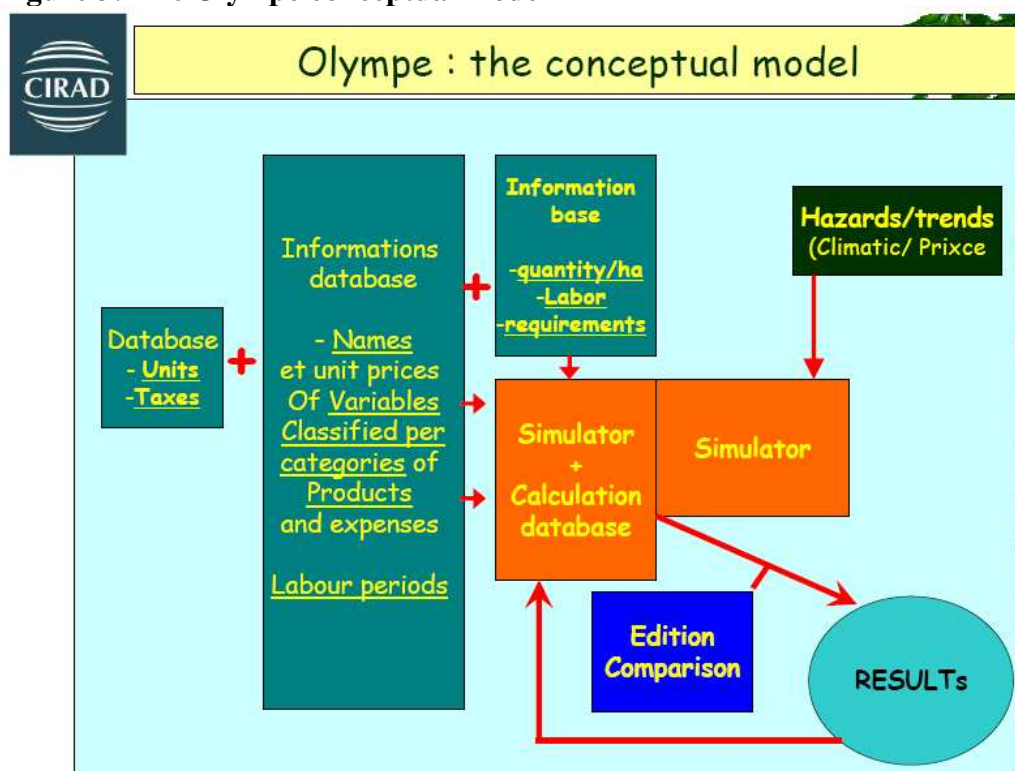 Olympe : the conceptual model
CIRAD
Database
- Units
-Taxes
Informations
database
- Names
et unit prices
Of Variables
Classified per
categories of
Products
and expenses
Labour periods
Information
base
-quantity/ha
-Labor
-requirements
Hazards/trends
(Climatic/ Prixce
Simulator
+
Calculation
database
Simulator
Edition
Comparison
RESULTs